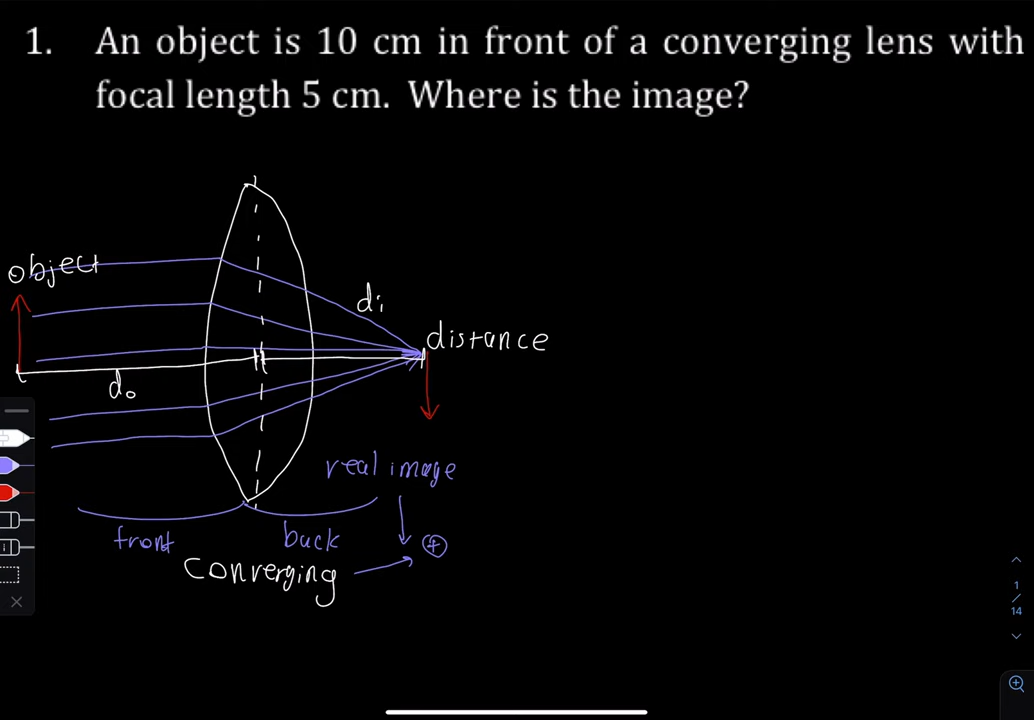 1. An object is 10 cm in front of a converging lens with
focal length 5 cm. Where is the image?
object
di
distance
do
real image
front
back
+
converging
1
/
14